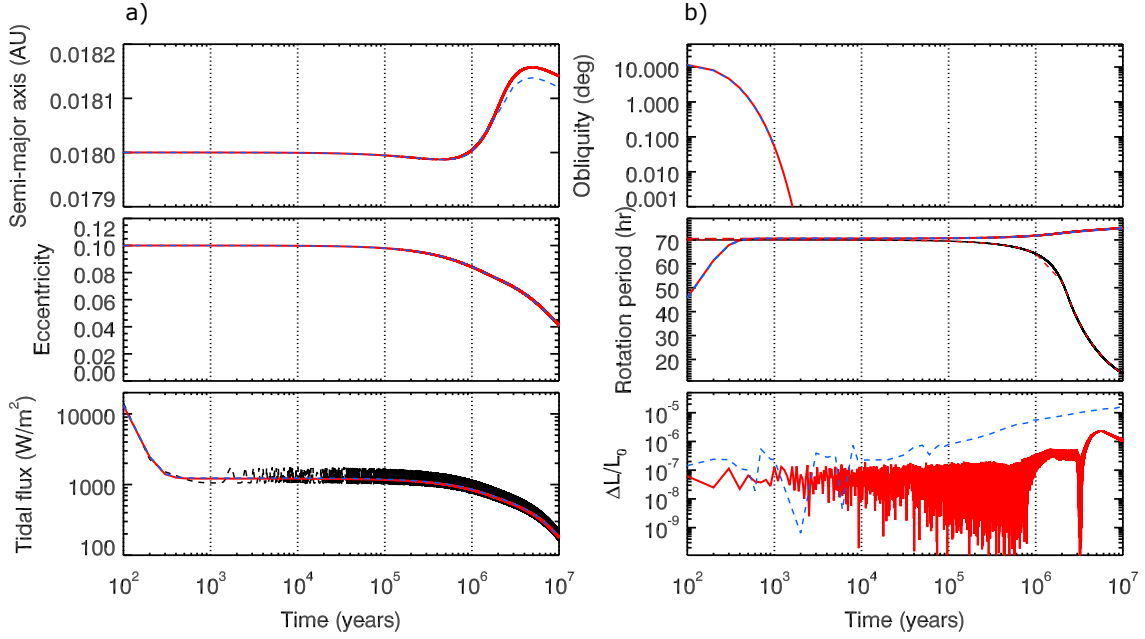 a)
b)
Semi-major axis (AU)
0.0182
0.0181
0.0180
0.0179
Obliquity (deg)
10.000
1.000
0.100
0.010
0.001
Eccentricity
0.12
0.10
0.08
0.06
0.04
0.02
0.00
Rotation period (hr)
70
60
50
40
30
20
Tidal flux (W/m²)
10000
1000
100
ΔL/L₀
10⁻⁵
10⁻⁶
10⁻⁷
10⁻⁸
10⁻⁹
10² 10³ 10⁴ 10⁵ 10⁶ 10⁷
Time (years)
10² 10³ 10⁴ 10⁵ 10⁶ 10⁷
Time (years)